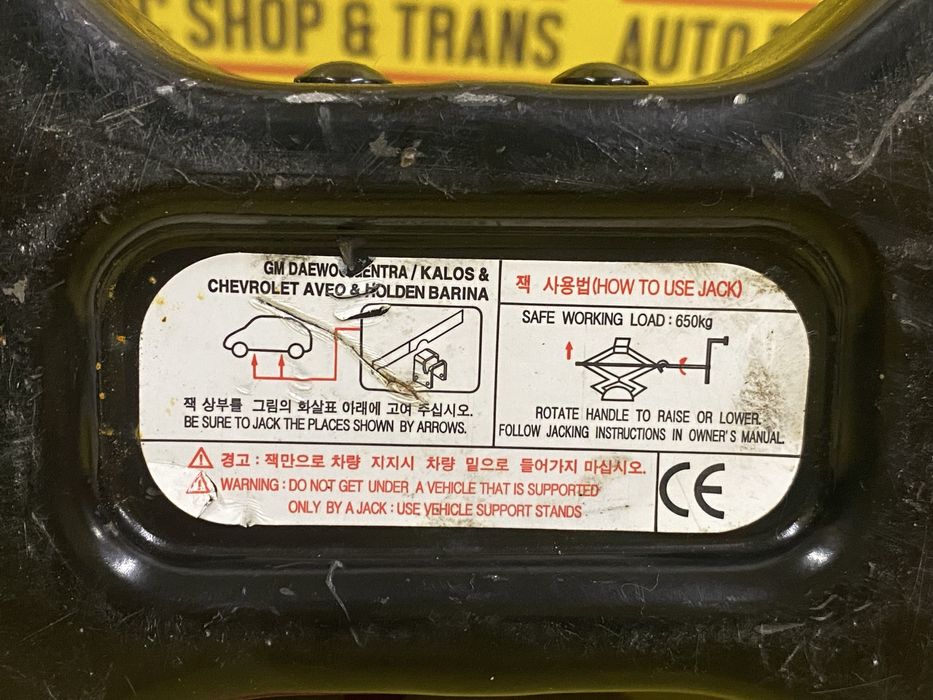 SHOP & TRANS AUTO
GM DAEWOO GENTRA / KALOS &
CHEVROLET AVEO & HOLDEN BARINA
잭 상부를 그림의 화살표 아래에 고여 주십시오.
BE SURE TO JACK THE PLACES SHOWN BY ARROWS.
잭 사용법(HOW TO USE JACK)
SAFE WORKING LOAD : 650kg
ROTATE HANDLE TO RAISE OR LOWER.
FOLLOW JACKING INSTRUCTIONS IN OWNER'S MANUAL.
경고 : 잭만으로 차량 지지시 차량 밑으로 들어가지 마십시오.
WARNING : DO NOT GET UNDER A VEHICLE THAT IS SUPPORTED
ONLY BY A JACK : USE VEHICLE SUPPORT STANDS
CE